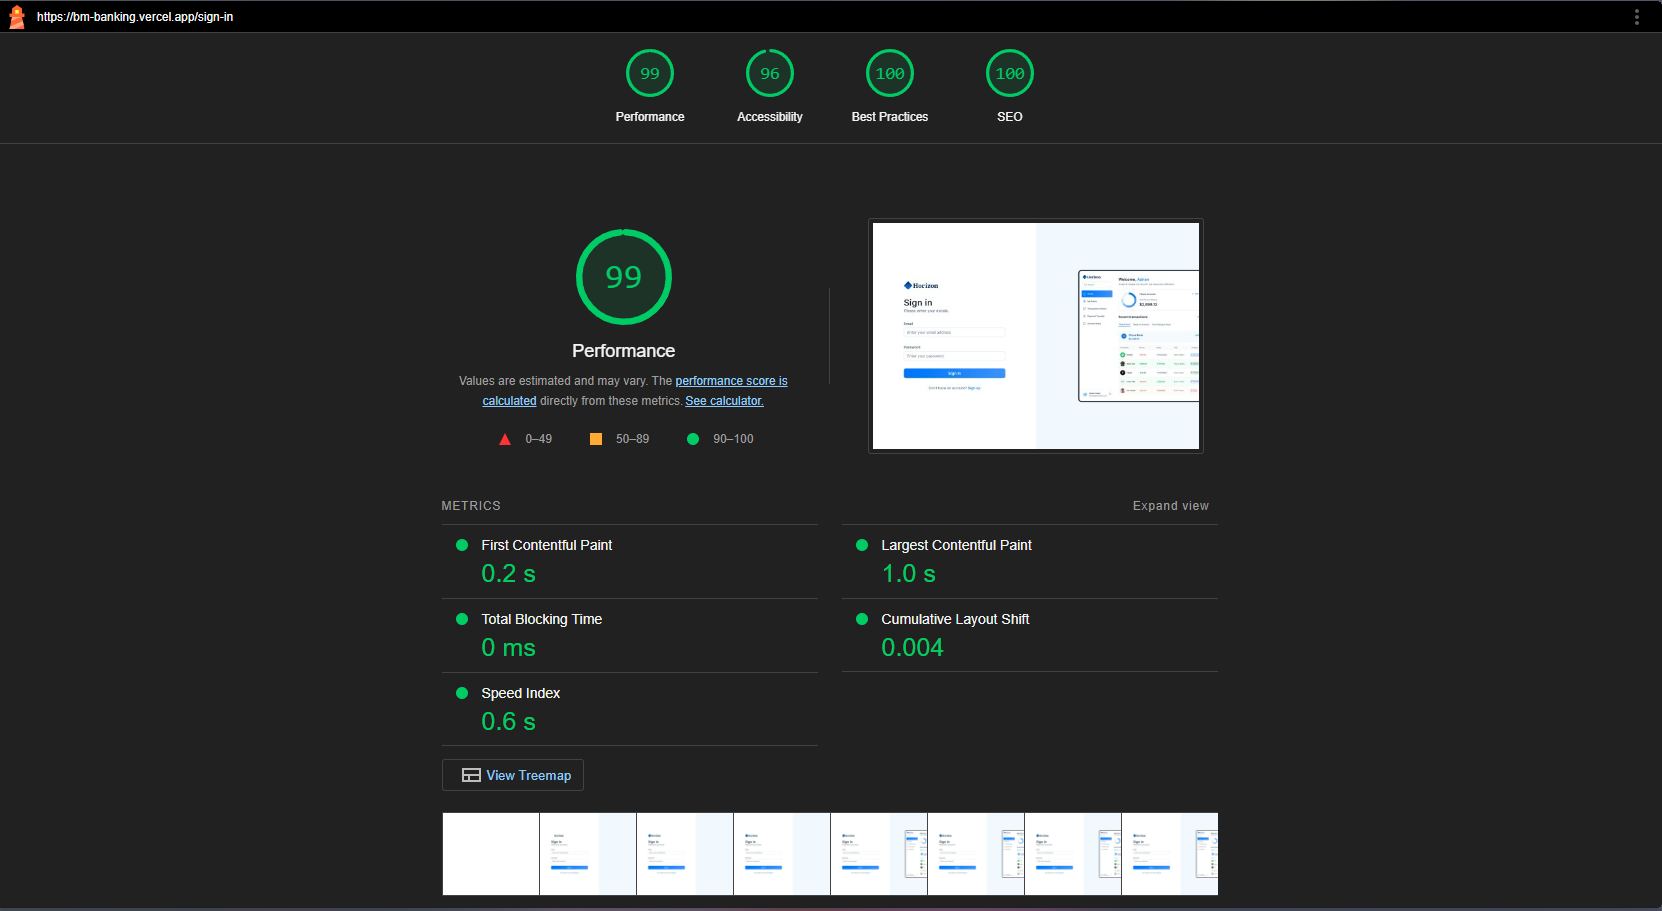 https://bm-banking.vercel.app/sign-in
99
96
100
100
Performance
Accessibility
Best Practices
SEO
99
Performance
Values are estimated and may vary. The performance score is
calculated directly from these metrics. See calculator.
0–49
50–89
90–100
Horizon
Sign in
Please enter your details.
Email
Enter your email address
Password
Enter your password
Sign in
Don't have an account? Sign up
Horizon
Welcome, Adrian
METRICS
Expand view
First Contentful Paint
0.2 s
Largest Contentful Paint
1.0 s
Total Blocking Time
0 ms
Cumulative Layout Shift
0.004
Speed Index
0.6 s
View Treemap